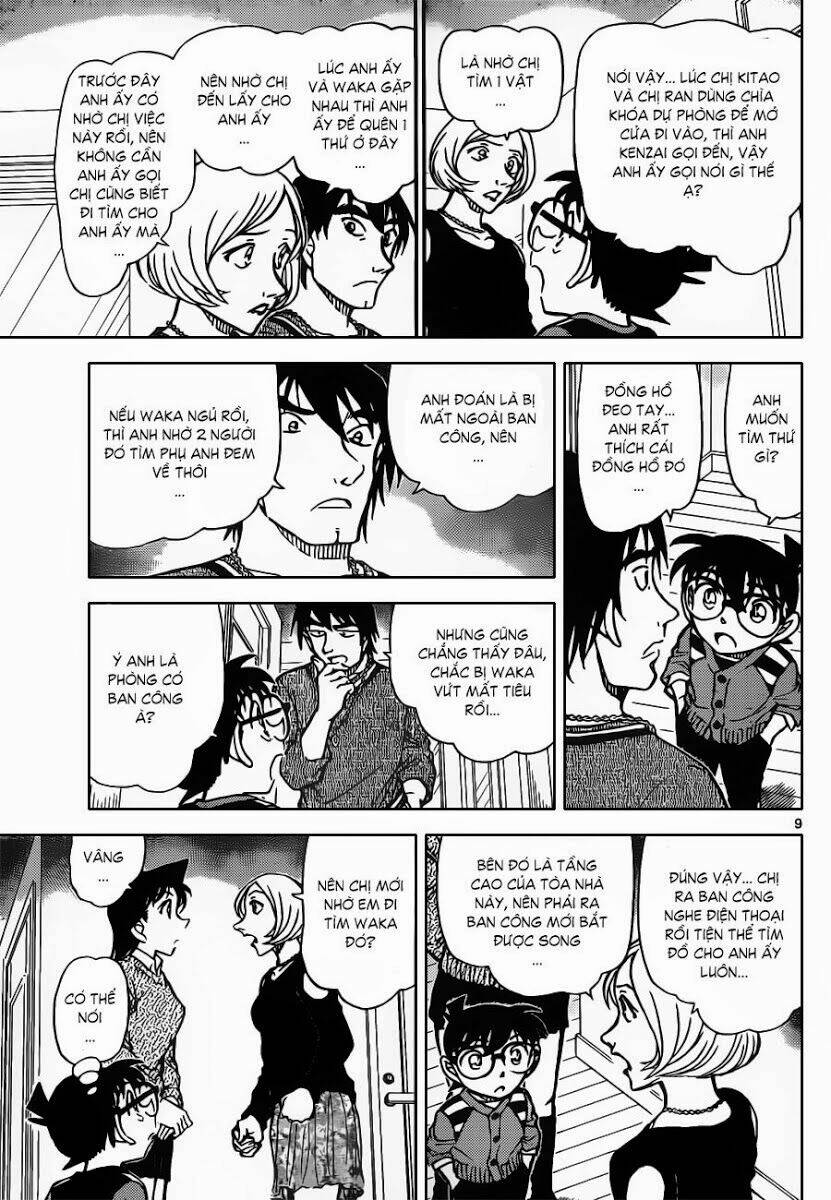 NÓI VẬY... LÚC CHỊ KITAO
VÀ CHỊ RAN DÙNG CHÌA
KHÓA DỰ PHÒNG ĐỂ MỞ
CỬA ĐI VÀO, THÌ ANH
KENZAI GỌI ĐẾN, VẬY
ANH ẤY GỌI NÓI GÌ THẾ
Ạ?
LÀ NHỜ CHỊ
TÌM 1 VẬT
...
LÚC ANH ẤY
VÀ WAKA GẶP
NHAU THÌ ANH
ẤY ĐỂ QUÊN 1
THỨ Ở ĐÂY
...
NÊN NHỜ CHỊ
ĐẾN LẤY CHO
ANH ẤY
...
TRƯỚC ĐÂY
ANH ẤY CÓ
NHỜ CHỊ VIỆC
NÀY RỒI, NÊN
KHÔNG CẦN
ANH ẤY GỌI
CHỊ CŨNG BIẾT
ĐI TÌM CHO
ANH ẤY MÀ
...
ANH
MUỐN
TÌM THỨ
GÌ?
ĐỒNG HỒ
ĐEO TAY...
ANH RẤT
THÍCH CÁI
ĐỒNG HỒ ĐÓ
...
ANH ĐOÁN LÀ BỊ
MẤT NGOÀI BAN
CÔNG, NÊN
...
NẾU WAKA NGỦ RỒI,
THÌ ANH NHỜ 2 NGƯỜI
ĐÓ TÌM PHỤ ANH ĐEM
VỀ THÔI
...
NHƯNG CŨNG
CHẲNG THẤY ĐÂU,
CHẮC BỊ WAKA
VỨT MẤT TIÊU
RỒI...
Ý ANH LÀ
PHÒNG CÓ
BAN CÔNG
À?
9
ĐÚNG VẬY... CHỊ
RA BAN CÔNG
NGHE ĐIỆN THOẠI
RỒI TIỆN THỂ TÌM
ĐỒ CHO ANH ẤY
LUÔN...
BÊN ĐÓ LÀ TẦNG
CAO CỦA TÒA NHÀ
NÀY, NÊN PHẢI RA
BAN CÔNG MỚI BẮT
ĐƯỢC SONG
...
NÊN CHỊ MỚI
NHỜ EM ĐI
TÌM WAKA
ĐÓ?
VÂNG
...
CÓ THỂ
NÓI
...